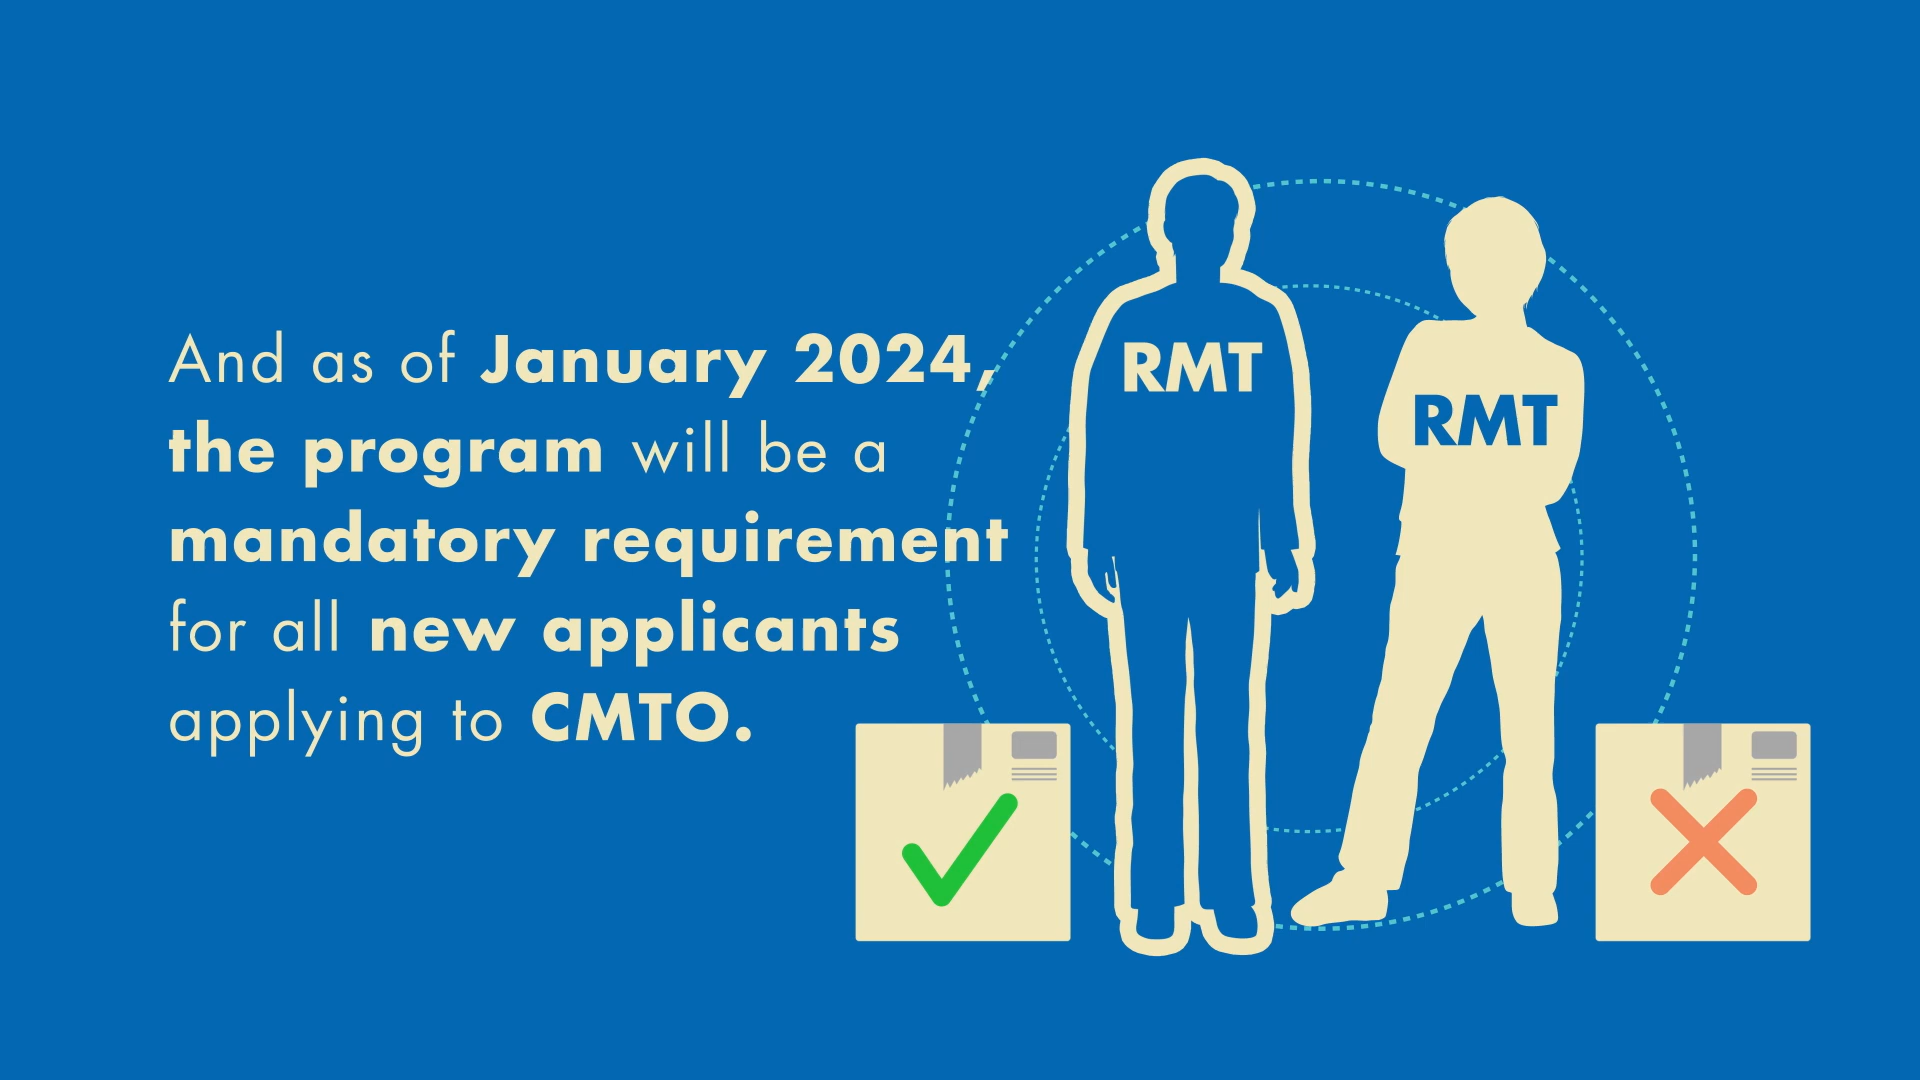 And as of January 2024,
the program will be a
mandatory requirement
for all new applicants
applying to CMTO.
RMT
RMT